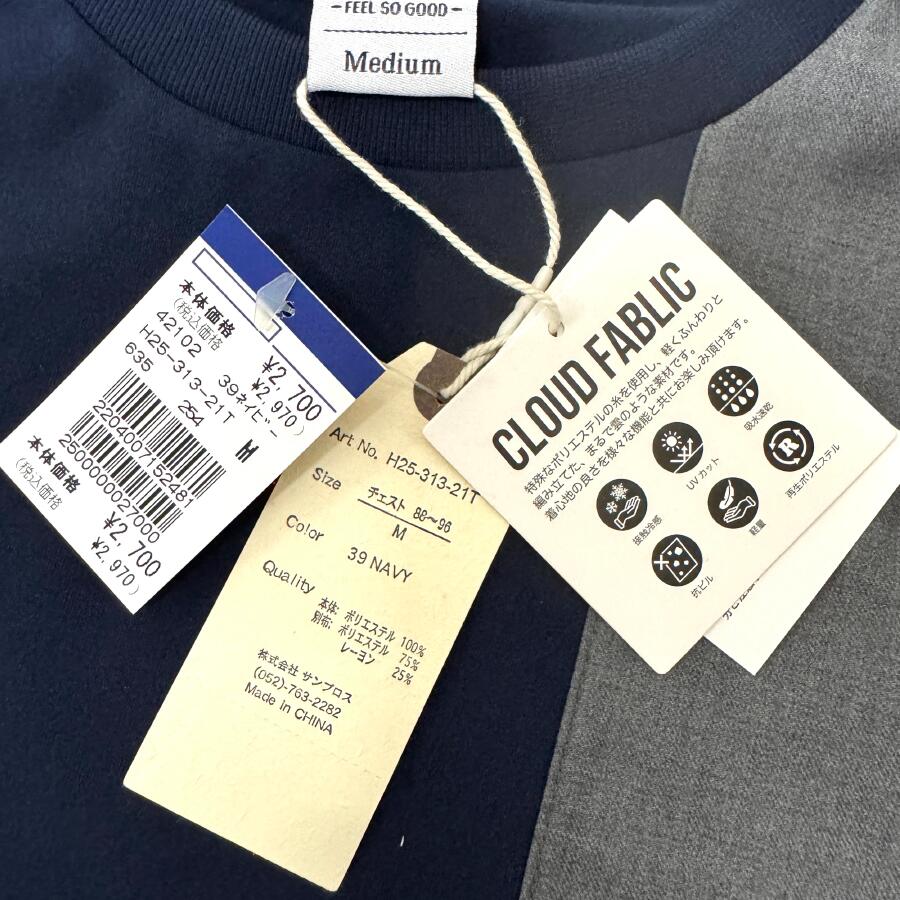 -FEEL SO GOOD-
Medium
本体価格
(税込価格
¥2,700
¥2,970)
42102 39ネイビー
H25-313-21T
635 254 M
2204007152481
2500000027000
本体価格
(税込価格
¥2,700
¥2,970)
Art No. H25-313-21T
Size チェスト 88〜96
M
Color 39 NAVY
Quality
本体: ポリエステル 100%
別布: ポリエステル 75%
レーヨン 25%
株式会社 サンプロス
(052)-763-2282
Made in CHINA
CLOUD FABLIC
特殊なポリエステルの糸を使用し、軽くふんわりと
編み立てた、まるで雲のような素材です。
着心地の良さを様々な機能と共にお楽しみ頂けます。
接触冷感
UVカット
吸水速乾
抗ピル
軽量
R
再生ポリエステル